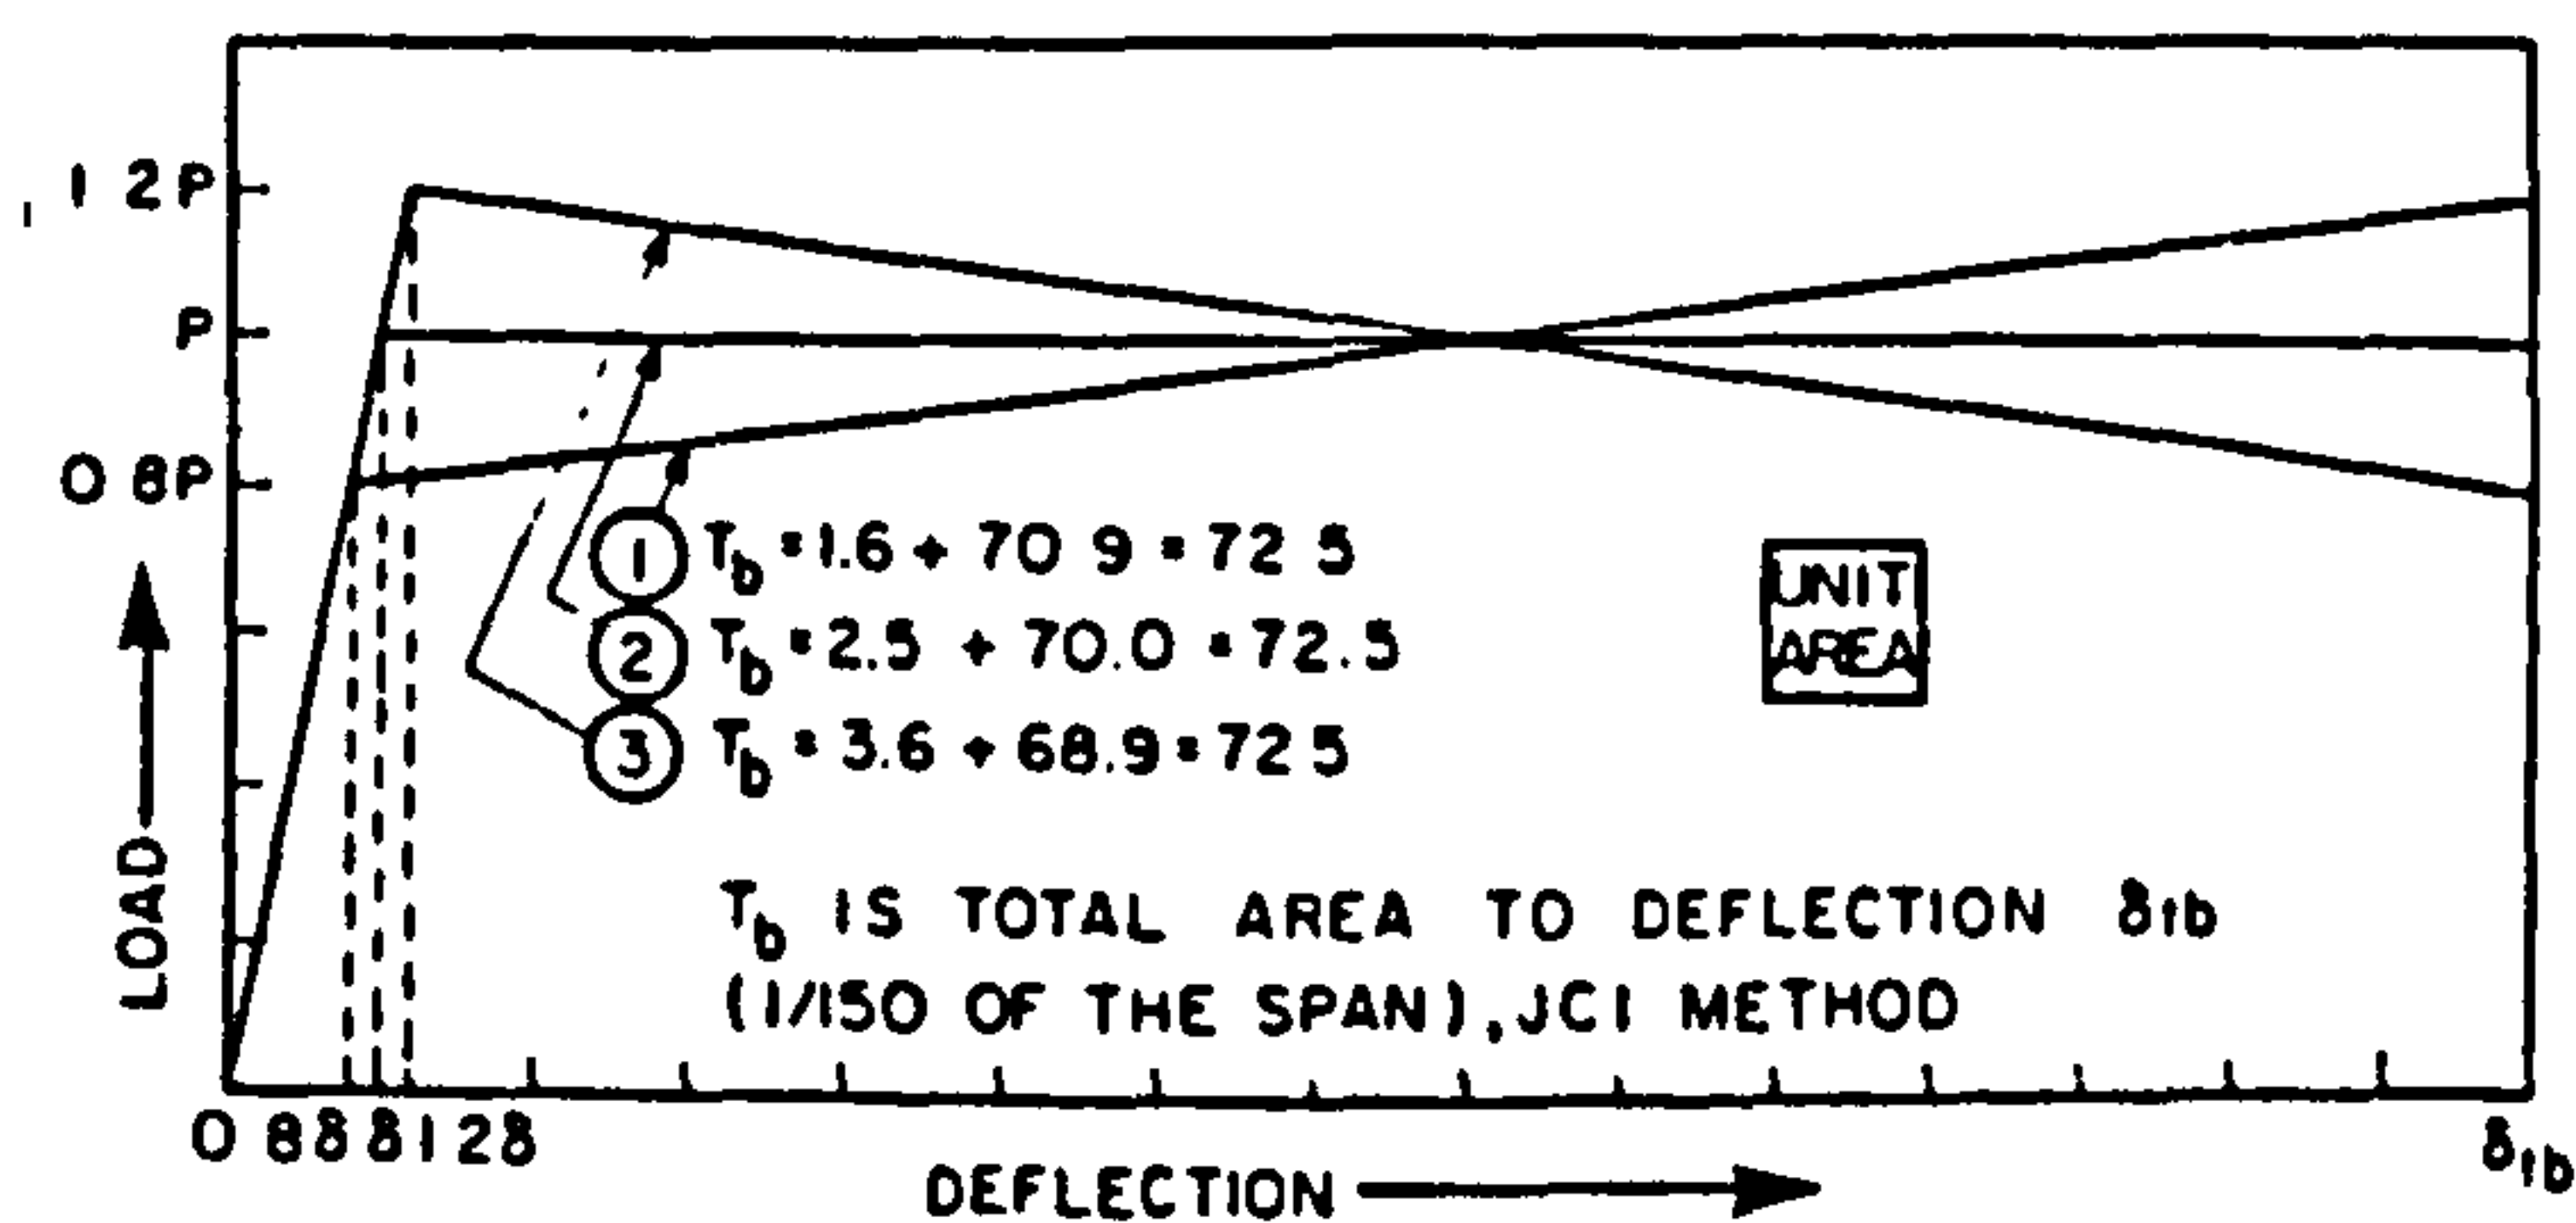 1 2P
P
0 8P
LOAD
① Tb = 1.6 + 70 9 = 72 5
② Tb = 2.5 + 70.0 = 72.5
③ Tb = 3.6 + 68.9 = 72 5
UNIT
AREA
Tb IS TOTAL AREA TO DEFLECTION δtb
(1/150 OF THE SPAN), JCI METHOD
0 8δ δ 1 2δ
δtb
DEFLECTION